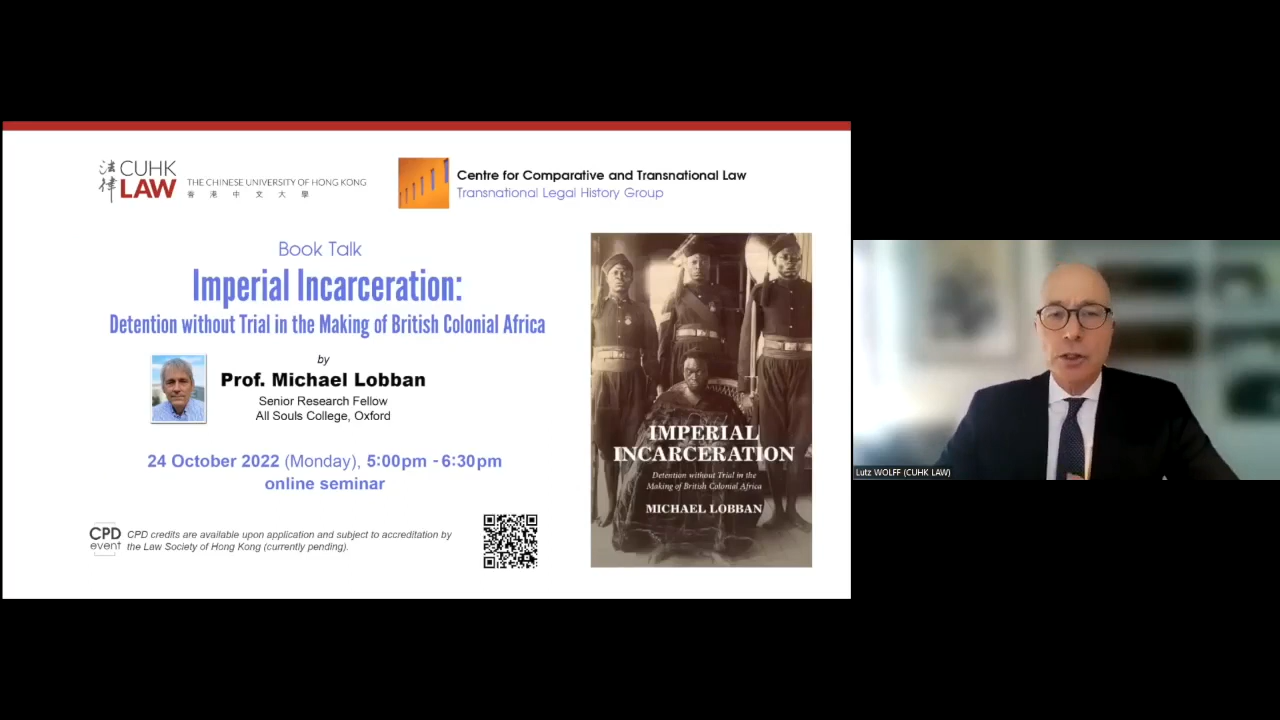 法律 CUHK LAW
THE CHINESE UNIVERSITY OF HONG KONG
香港中文大學
Centre for Comparative and Transnational Law
Transnational Legal History Group
Book Talk
Imperial Incarceration:
Detention without Trial in the Making of British Colonial Africa
by
Prof. Michael Lobban
Senior Research Fellow
All Souls College, Oxford
24 October 2022 (Monday), 5:00pm - 6:30pm
online seminar
CPD event
CPD credits are available upon application and subject to accreditation by
the Law Society of Hong Kong (currently pending).
IMPERIAL
INCARCERATION
Detention without Trial in the
Making of British Colonial Africa
MICHAEL LOBBAN
Lutz WOLFF (CUHK LAW)